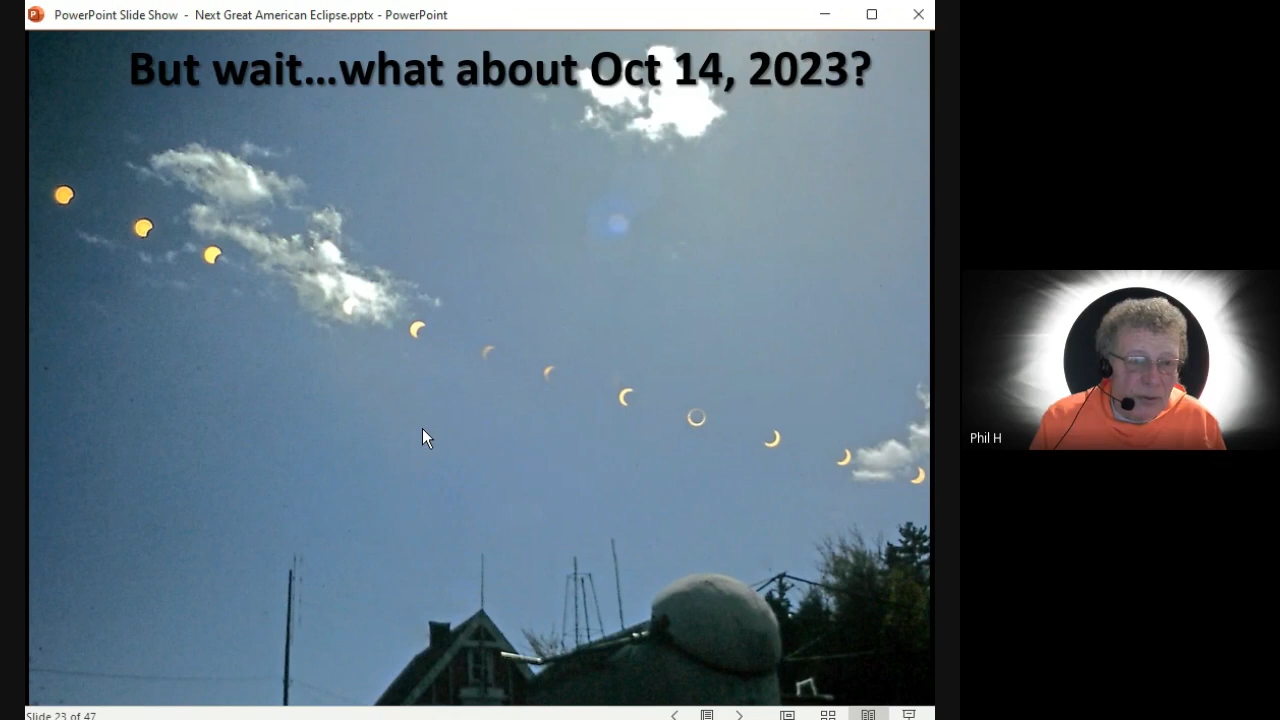 PowerPoint Slide Show - Next Great American Eclipse.pptx - PowerPoint
But wait...what about Oct 14, 2023?
Phil H
Slide 23 of 47